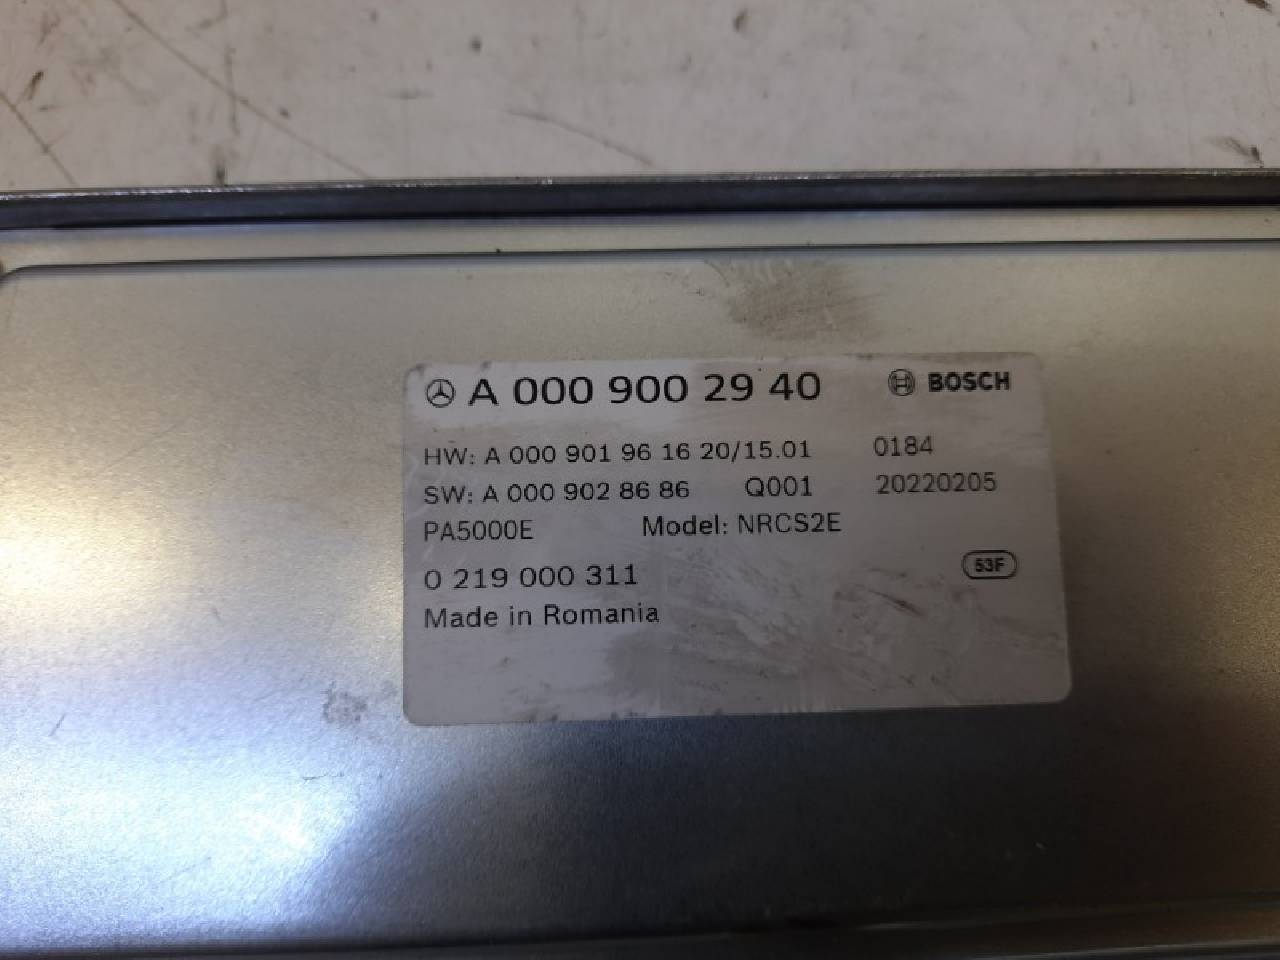 A 000 900 29 40 BOSCH
HW: A 000 901 96 16 20/15.01 0184
SW: A 000 902 86 86 Q001 20220205
PA5000E Model: NRCS2E
0 219 000 311 53F
Made in Romania